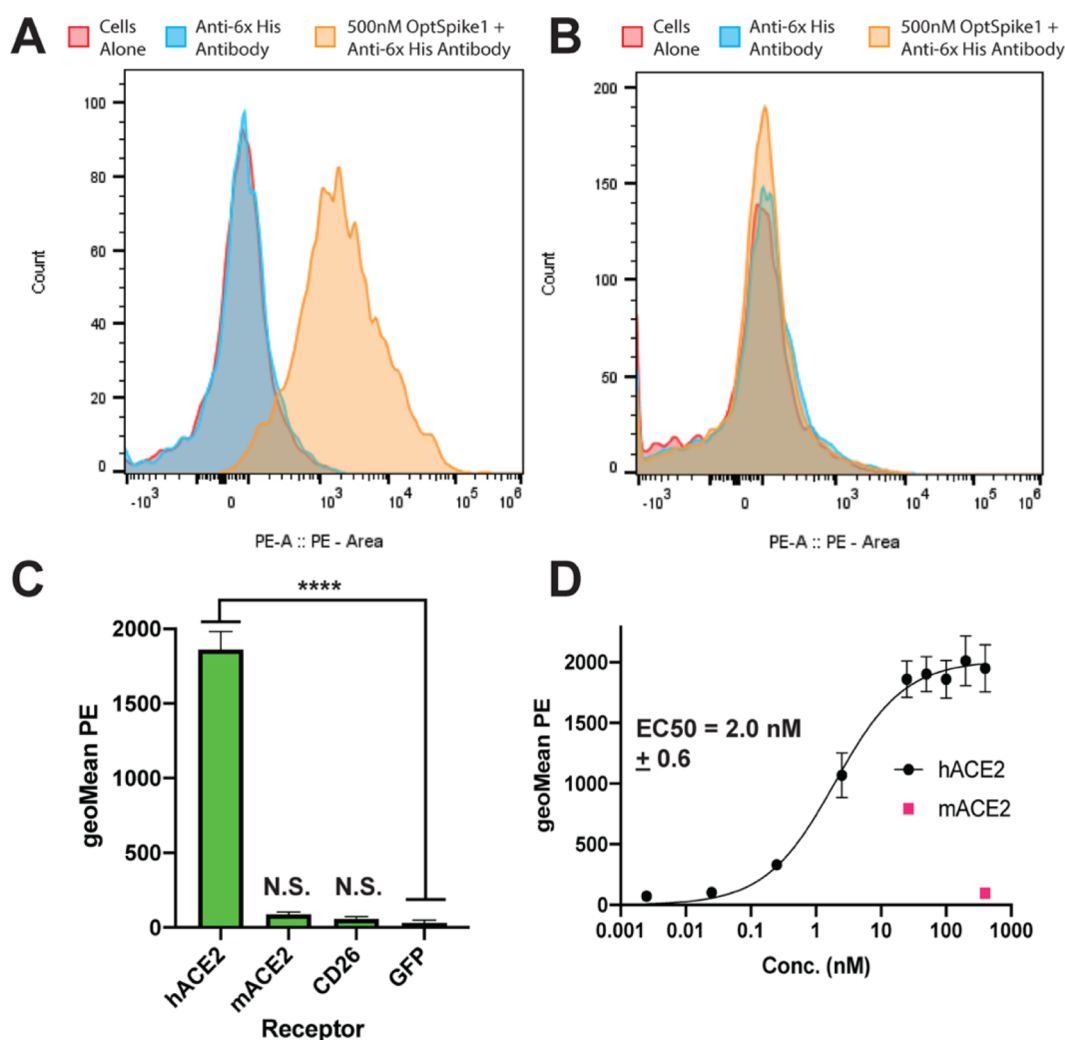 A
Cells
Alone
Anti-6x His
Antibody
500nM OptSpike1 +
Anti-6x His Antibody
100
80
60
40
20
0
Count
-10³
0
10³
10⁴
10⁵
10⁶
PE-A :: PE - Area
B
Cells
Alone
Anti-6x His
Antibody
500nM OptSpike1 +
Anti-6x His Antibody
200
150
100
50
0
Count
-10³
0
10³
10⁴
10⁵
10⁶
PE-A :: PE - Area
C
****
2000
1500
1000
500
0
geoMean PE
N.S.
N.S.
hACE2
mACE2
CD26
GFP
Receptor
D
2000
1500
1000
500
0
geoMean PE
EC50 = 2.0 nM
± 0.6
hACE2
mACE2
0.001
0.01
0.1
1
10
100
1000
Conc. (nM)